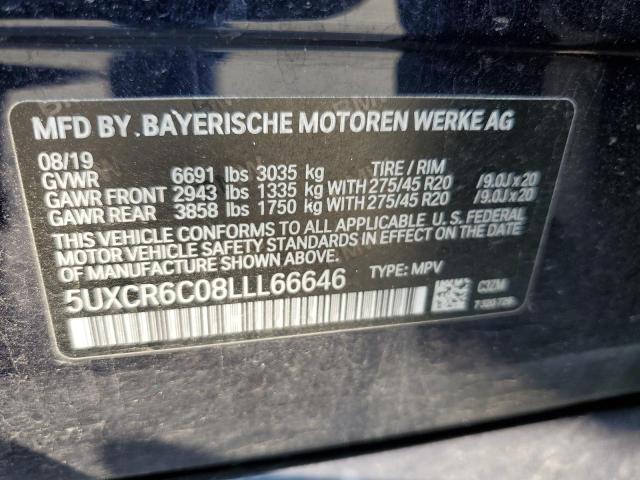 MFD BY. BAYERISCHE MOTOREN WERKE AG
08/19 TIRE / RIM
GVWR 6691 lbs 3035 kg
GAWR FRONT 2943 lbs 1335 kg WITH 275/45 R20 /9.0J x 20
GAWR REAR 3858 lbs 1750 kg WITH 275/45 R20 /9.0J x 20
THIS VEHICLE CONFORMS TO ALL APPLICABLE U. S. FEDERAL
MOTOR VEHICLE SAFETY STANDARDS IN EFFECT ON THE DATE
OF MANUFACTURE SHOWN ABOVE.
5UXCR6C08LLL66646 TYPE: MPV C3ZM